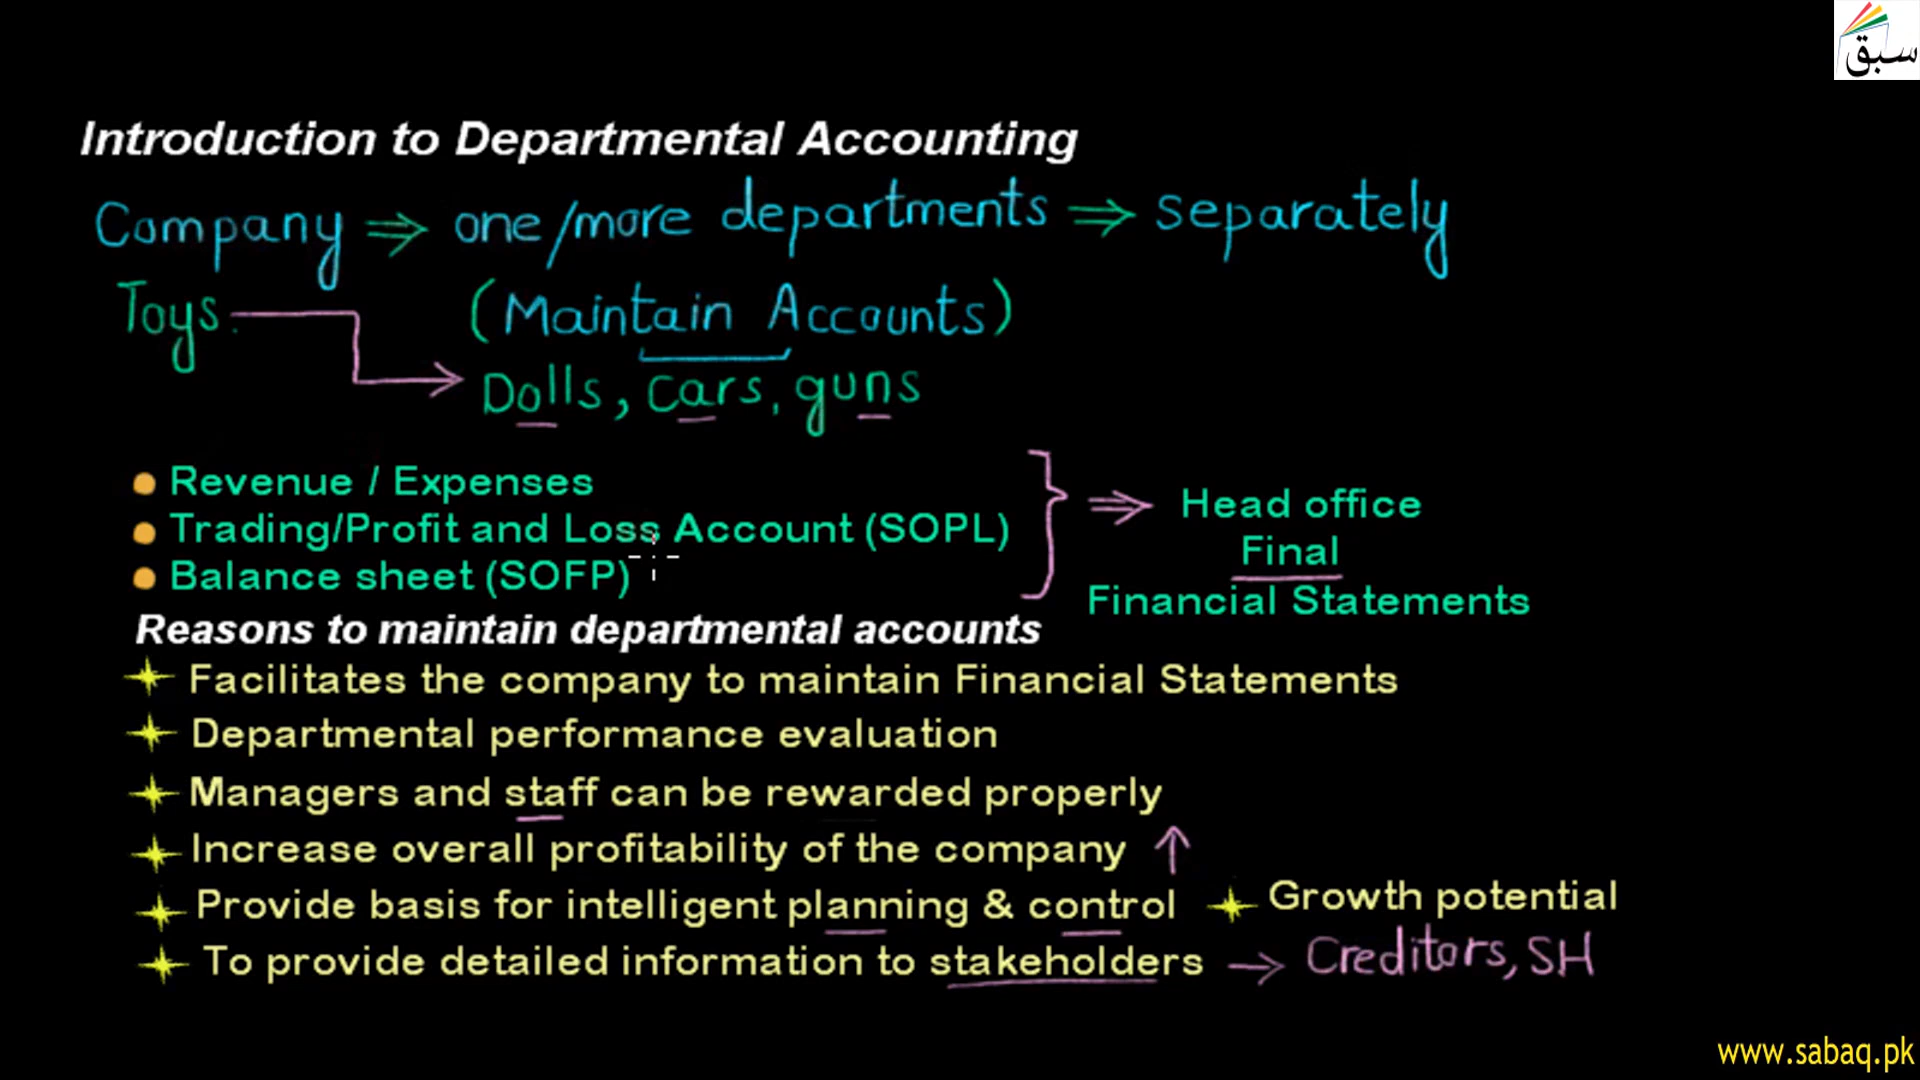 سبق
Introduction to Departmental Accounting
Company ⇒ one/more departments ⇒ separately
Toys. (Maintain Accounts)
Dolls, cars, guns
Revenue / Expenses
Trading/Profit and Loss Account (SOPL)
Balance sheet (SOFP)
⇒ Head office
Final
Financial Statements
Reasons to maintain departmental accounts
Facilitates the company to maintain Financial Statements
Departmental performance evaluation
Managers and staff can be rewarded properly
Increase overall profitability of the company ↑
Provide basis for intelligent planning & control
Growth potential
To provide detailed information to stakeholders → Creditors, SH
www.sabaq.pk